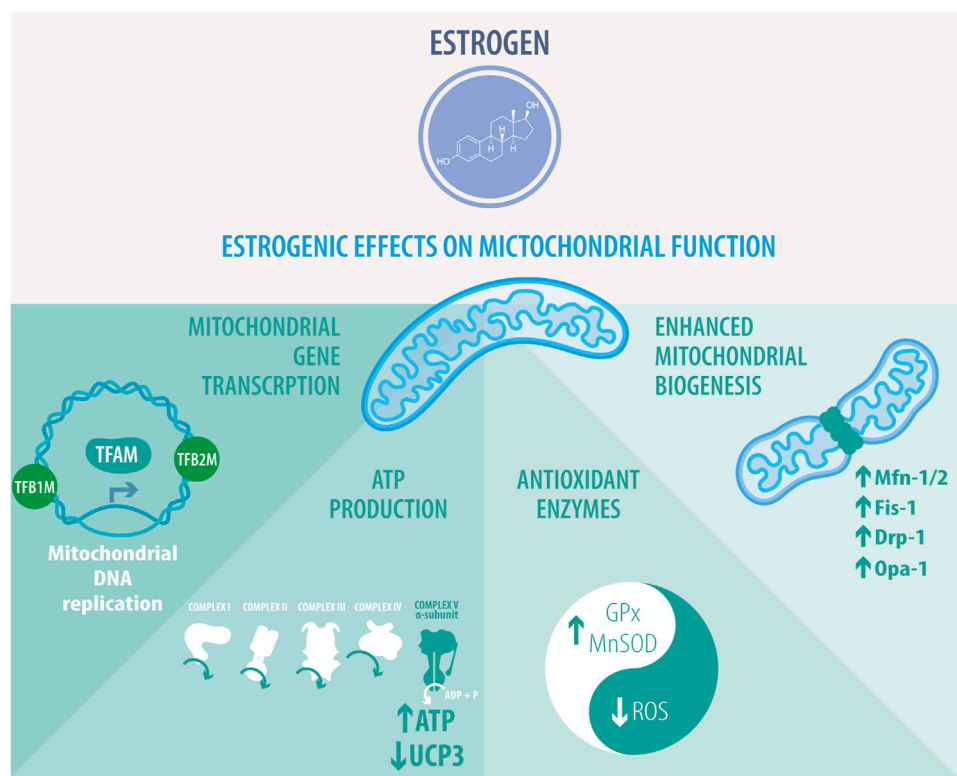 ESTROGEN
OH
H
H
H
HO
ESTROGENIC EFFECTS ON MICTOCHONDRIAL FUNCTION
MITOCHONDRIAL
GENE
TRANSCRPTION
TFAM
TFB2M
TFB1M
Mitochondrial
DNA
replication
ATP
PRODUCTION
COMPLEX I
COMPLEX II
COMPLEX III
COMPLEX IV
COMPLEX V
α-subunit
ADP + P
↑ATP
↓UCP3
ANTIOXIDANT
ENZYMES
↑ GPx
MnSOD
↓ROS
ENHANCED
MITOCHONDRIAL
BIOGENESIS
↑Mfn-1/2
↑Fis-1
↑Drp-1
↑Opa-1